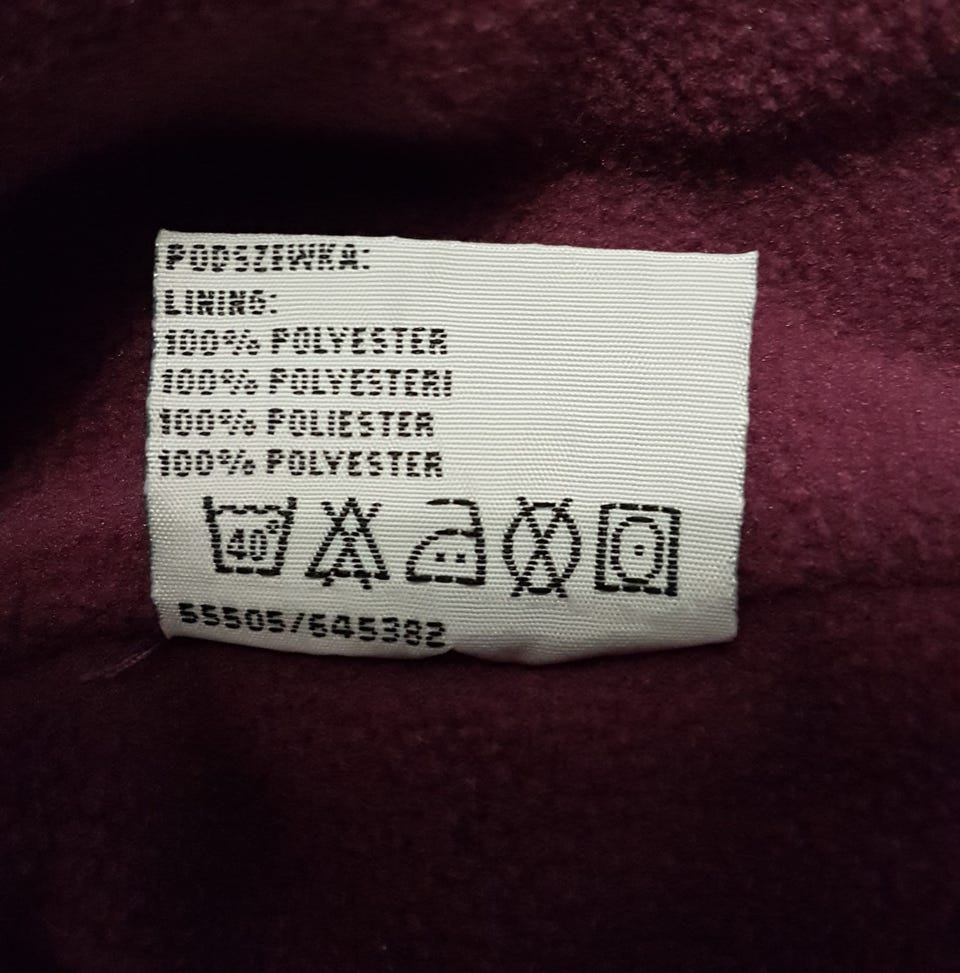 PODSZEWKA:
LINING:
100% POLYESTER
100% POLYESTERI
100% POLIESTER
100% POLYESTER
40°
55505/645382